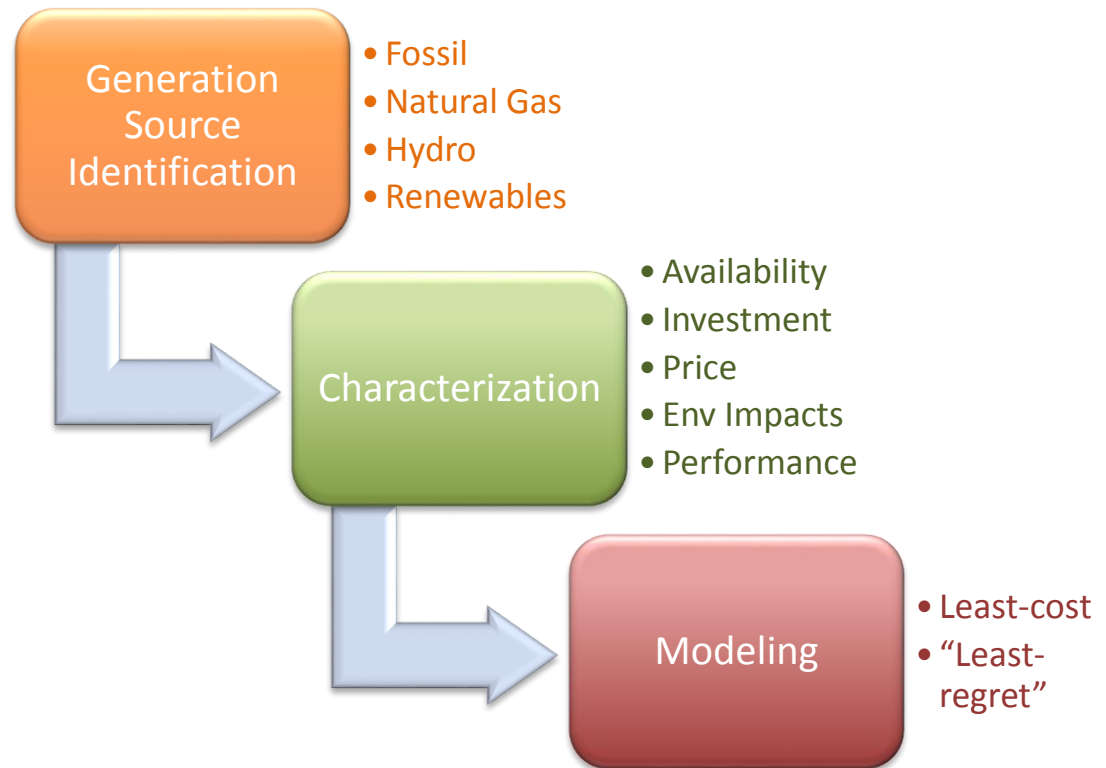 Generation
Source
Identification
• Fossil
• Natural Gas
• Hydro
• Renewables
Characterization
• Availability
• Investment
• Price
• Env Impacts
• Performance
Modeling
• Least-cost
• “Least-
regret”